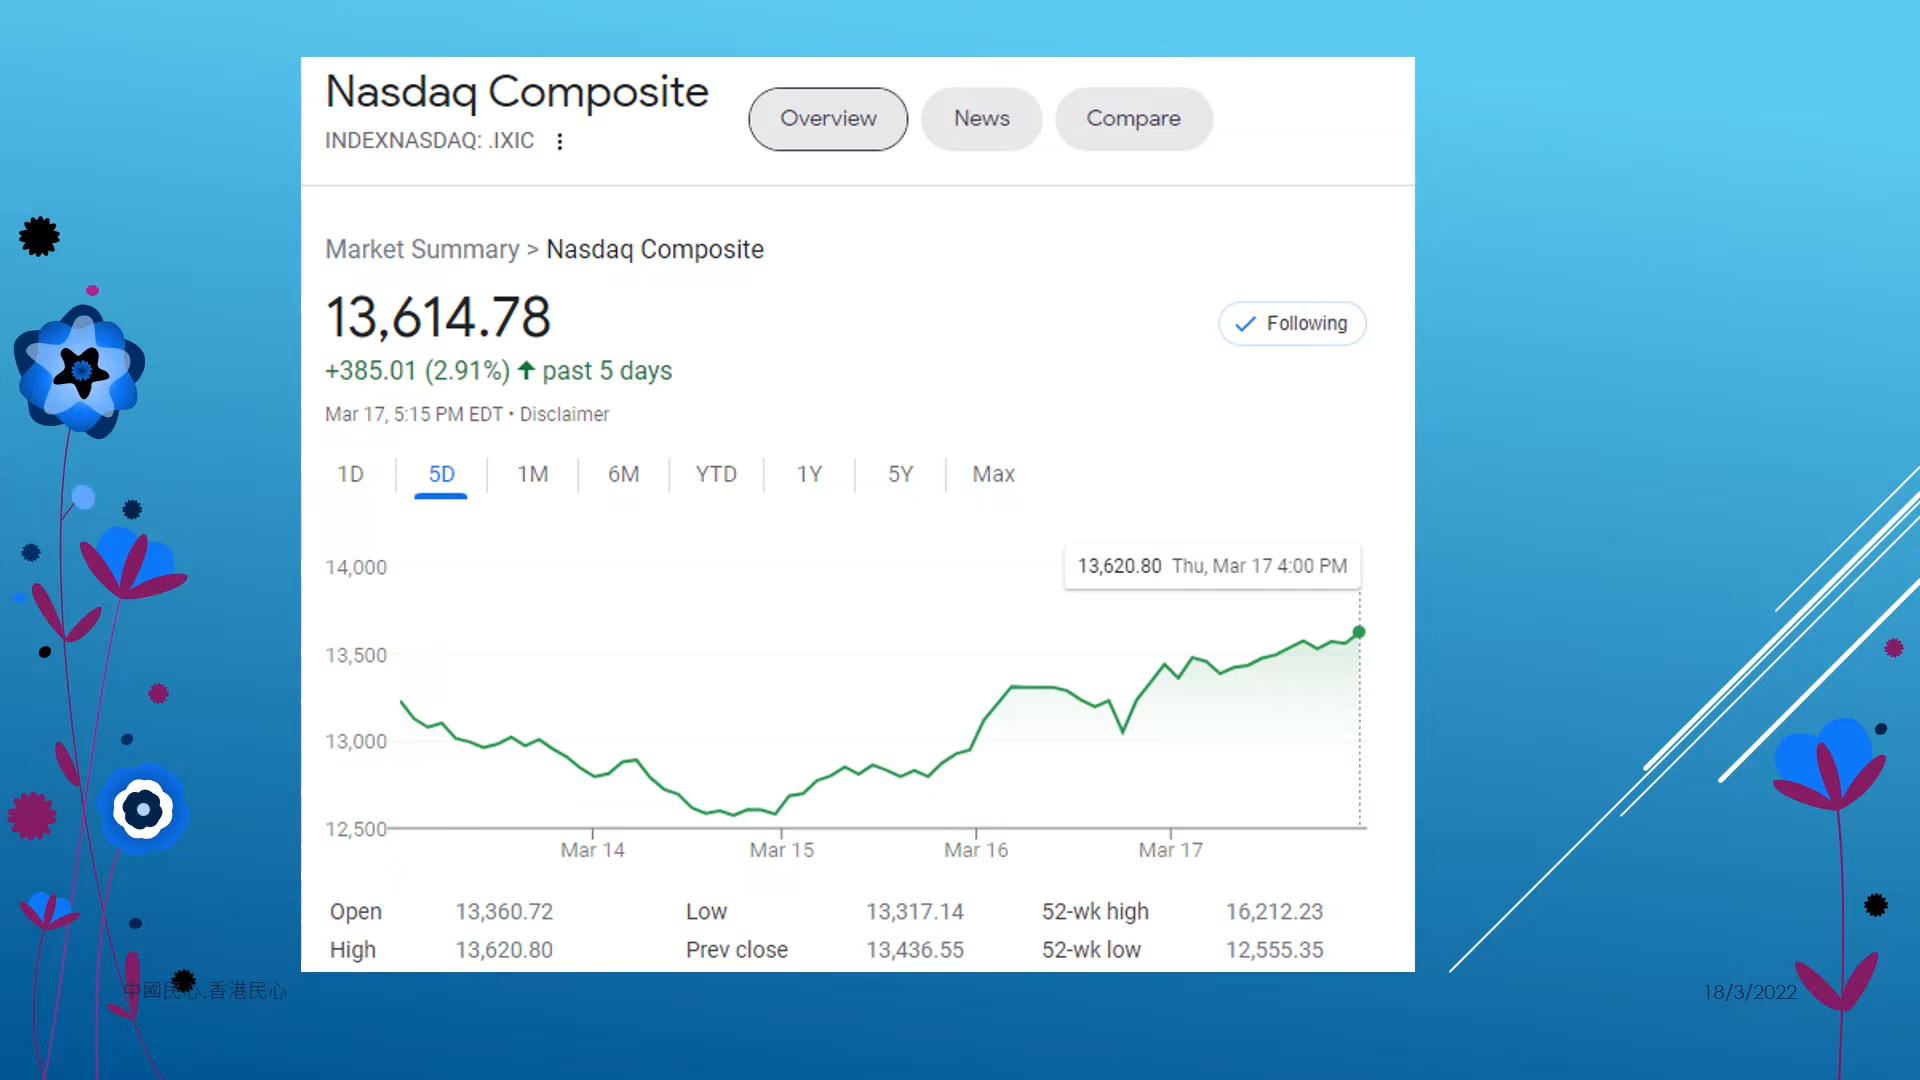 Nasdaq Composite
INDEXNASDAQ: .IXIC
Overview
News
Compare
Market Summary > Nasdaq Composite
13,614.78
Following
+385.01 (2.91%) ↑ past 5 days
Mar 17, 5:15 PM EDT • Disclaimer
1D 5D 1M 6M YTD 1Y 5Y Max
13,620.80 Thu, Mar 17 4:00 PM
14,000
13,500
13,000
12,500
Mar 14 Mar 15 Mar 16 Mar 17
Open 13,360.72 Low 13,317.14 52-wk high 16,212.23
High 13,620.80 Prev close 13,436.55 52-wk low 12,555.35
中國民心.香港民心
18/3/2022